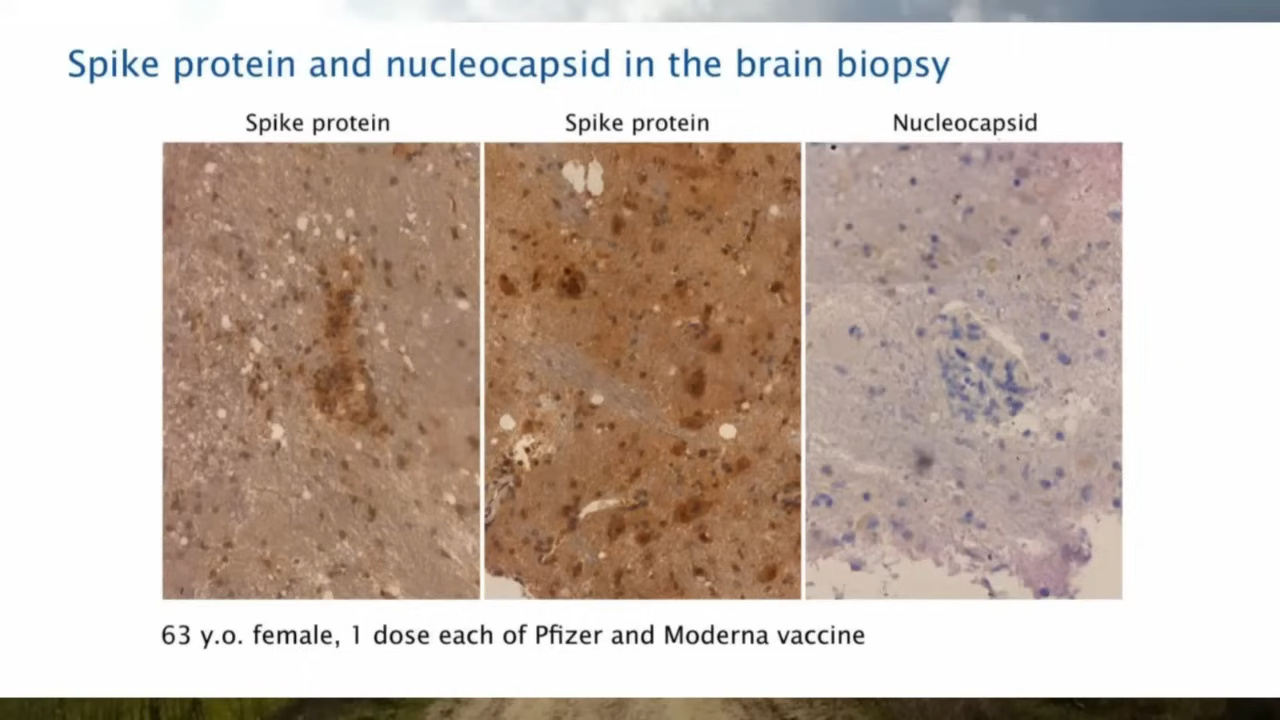 Spike protein and nucleocapsid in the brain biopsy
Spike protein
Spike protein
Nucleocapsid
63 y.o. female, 1 dose each of Pfizer and Moderna vaccine